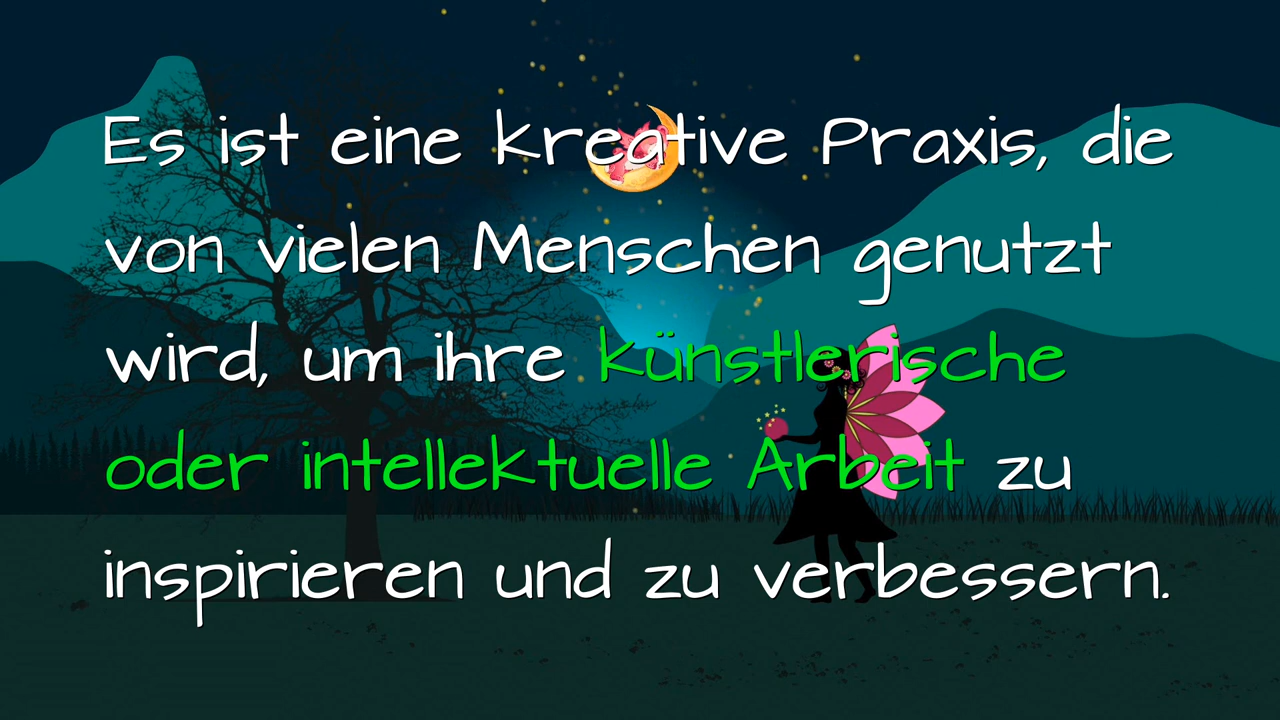 Es ist eine kreative Praxis, die
von vielen Menschen genutzt
wird, um ihre künstlerische
oder intellektuelle Arbeit zu
inspirieren und zu verbessern.